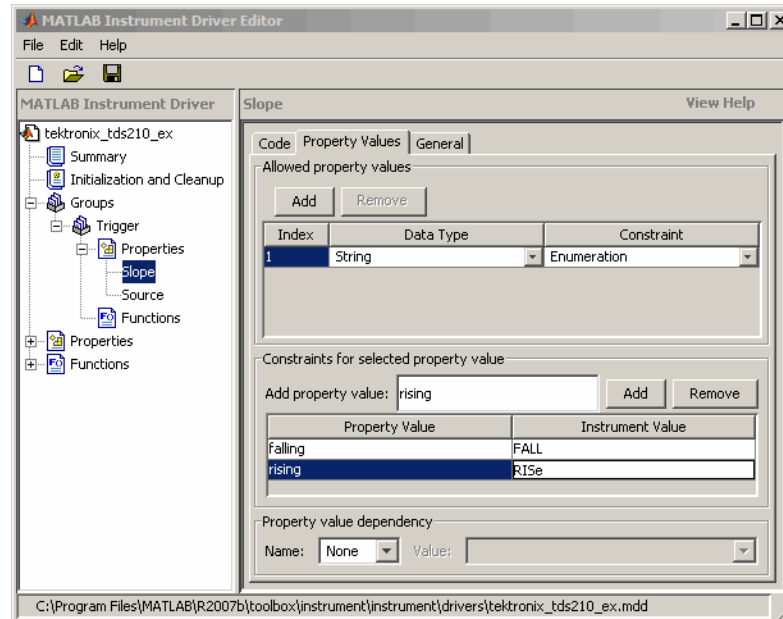 MATLAB Instrument Driver Editor
File Edit Help
MATLAB Instrument Driver
tektronix_tds210_ex
Summary
Initialization and Cleanup
Groups
Trigger
Properties
Slope
Source
Functions
Properties
Functions
Slope View Help
Code Property Values General
Allowed property values
Add Remove
Index Data Type Constraint
1 String Enumeration
Constraints for selected property value
Add property value: rising Add Remove
Property Value Instrument Value
falling FALL
rising RISe
Property value dependency
Name: None Value:
C:\Program Files\MATLAB\R2007b\toolbox\instrument\instrument\drivers\tektronix_tds210_ex.mdd